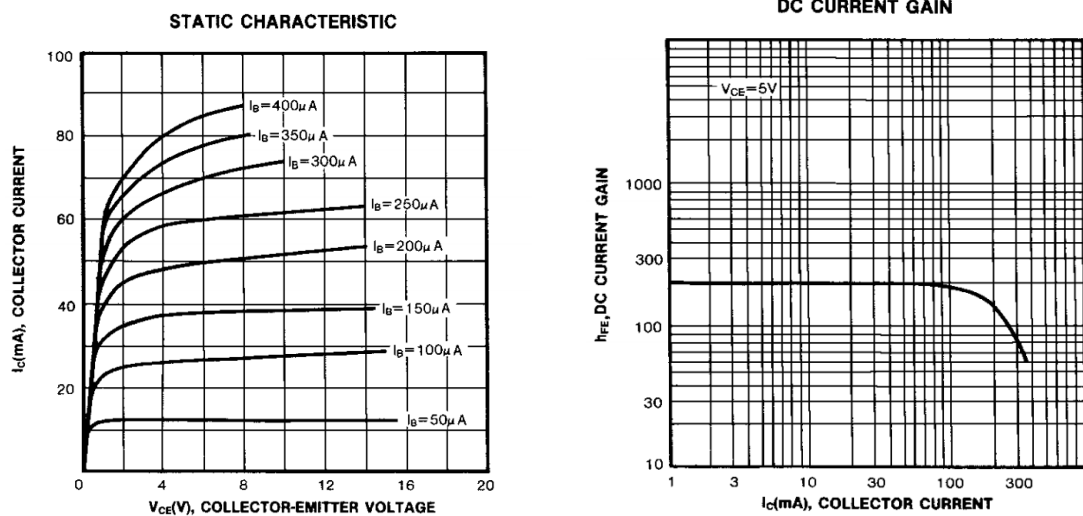 STATIC CHARACTERISTIC
100
80
60
40
20
0
4
8
12
16
20
I_B=400μA
I_B=350μA
I_B=300μA
I_B=250μA
I_B=200μA
I_B=150μA
I_B=100μA
I_B=50μA
I_C(mA), COLLECTOR CURRENT
V_CE(V), COLLECTOR-EMITTER VOLTAGE
DC CURRENT GAIN
V_CE=5V
1000
300
100
30
10
1
3
10
30
100
300
h_FE, DC CURRENT GAIN
I_C(mA), COLLECTOR CURRENT